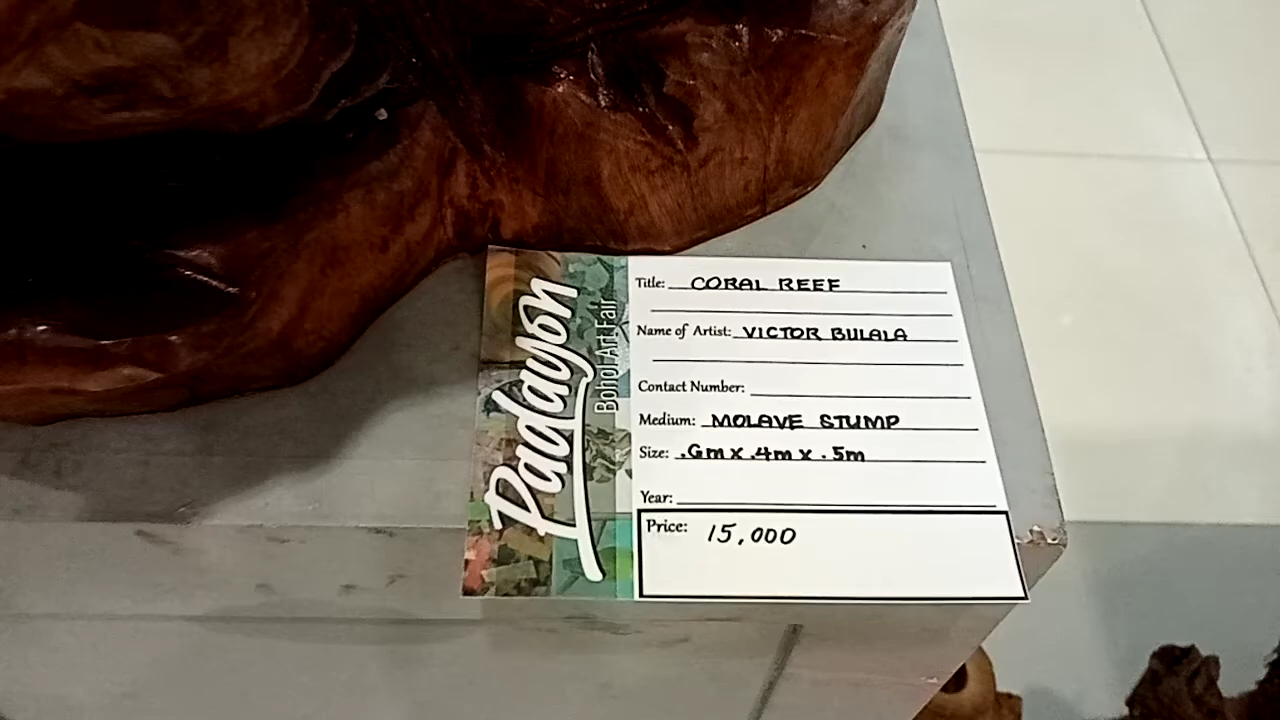 Padayon
Bohol Art Fair
Title: CORAL REEF
Name of Artist: VICTOR BULALA
Contact Number:
Medium: MOLAVE STUMP
Size: .6m x .4m x .5m
Year:
Price: 15,000